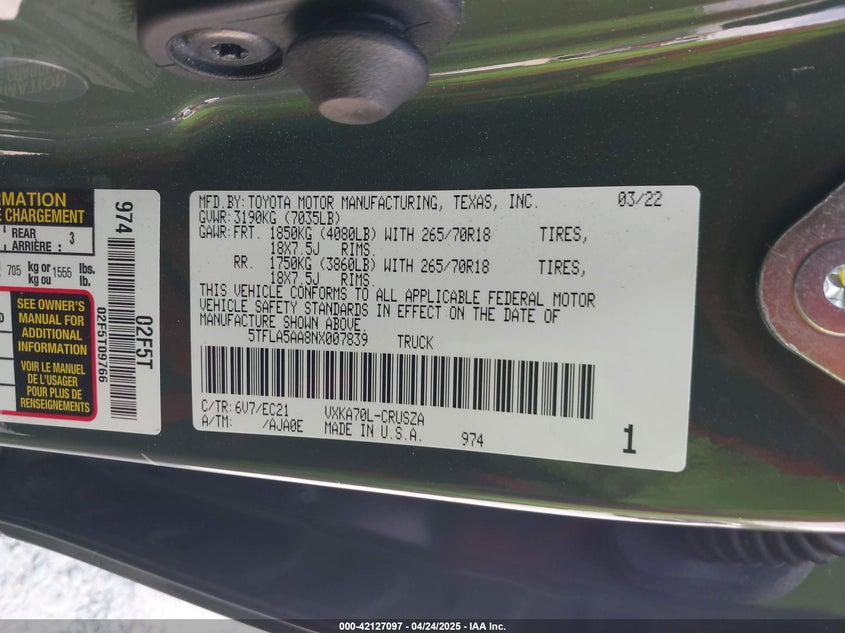 RMATION
E CHARGEMENT
REAR
ARRIÈRE : 3
705 kg or 1555 lbs.
kg ou lb.
SEE OWNER'S
MANUAL FOR
ADDITIONAL
INFORMATION
VOIR LE MANUEL
DE L'USAGER
POUR PLUS DE
RENSEIGNEMENTS
974
02F5T
02F5T09766
MFD.BY:TOYOTA MOTOR MANUFACTURING, TEXAS, INC. 03/22
GVWR:3190KG (7035LB)
GAWR:FRT. 1850KG (4080LB) WITH 265/70R18 TIRES,
18X7.5J RIMS.
RR. 1750KG (3860LB) WITH 265/70R18 TIRES,
18X7.5J RIMS.
THIS VEHICLE CONFORMS TO ALL APPLICABLE FEDERAL MOTOR
VEHICLE SAFETY STANDARDS IN EFFECT ON THE DATE OF
MANUFACTURE SHOWN ABOVE.
5TFLA5AA8NX007839 TRUCK
C/TR:6V7/EC21 VXKA70L-CRUSZA
A/TM: /AJA0E MADE IN U.S.A. 974 1
000-42127097 - 04/24/2025 - IAA Inc.